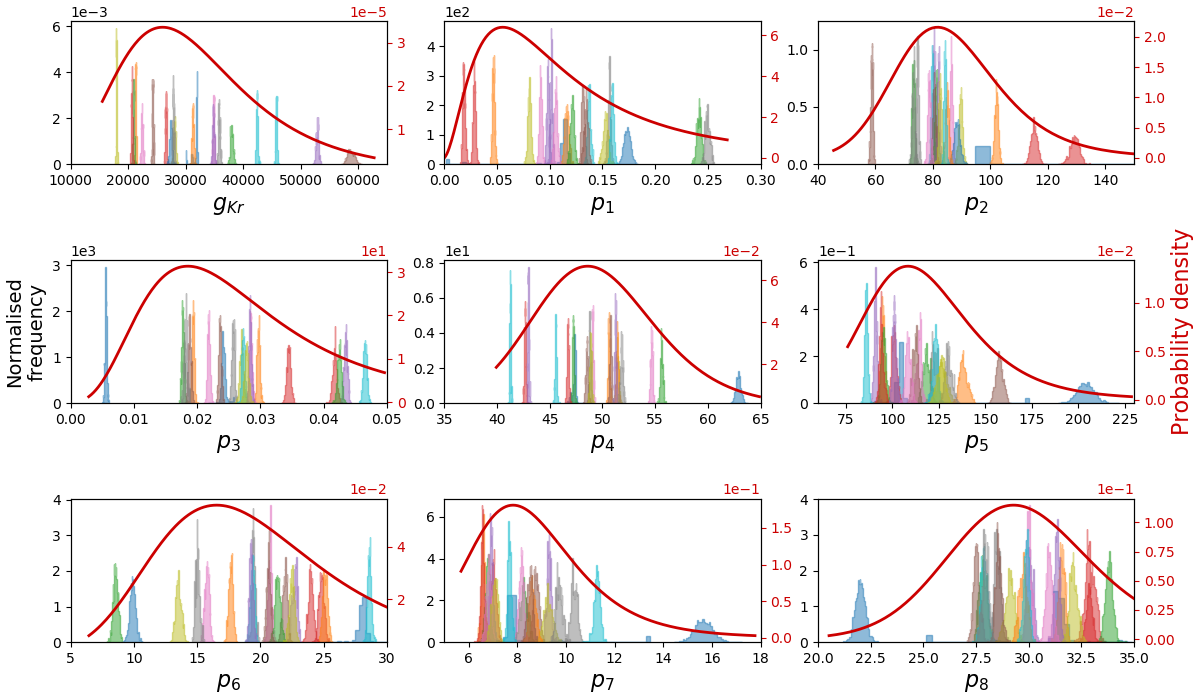 1e−3 1e−5 1e2 1e−2
6 4 2 0 3 2 1 4 3 2 1 0 6 4 2 0 1.0 0.5 0.0 2.0 1.5 1.0 0.5 0.0
10000 20000 30000 40000 50000 60000 0.00 0.05 0.10 0.15 0.20 0.25 0.30 40 60 80 100 120 140
g_{Kr} p_1 p_2
1e3 1e1 1e1 1e−2 1e−1 1e−2
Normalised
frequency
3 2 1 0 3 2 1 0 0.8 0.6 0.4 0.2 0.0 6 4 2 6 4 2 0 1.0 0.5 0.0
Probability density
0.00 0.01 0.02 0.03 0.04 0.05 35 40 45 50 55 60 65 75 100 125 150 175 200 225
p_3 p_4 p_5
1e−2 1e−1 1e−1
4 3 2 1 0 4 2 6 4 2 0 1.5 1.0 0.5 0.0 4 3 2 1 0 1.00 0.75 0.50 0.25 0.00
5 10 15 20 25 30 6 8 10 12 14 16 18 20.0 22.5 25.0 27.5 30.0 32.5 35.0
p_6 p_7 p_8